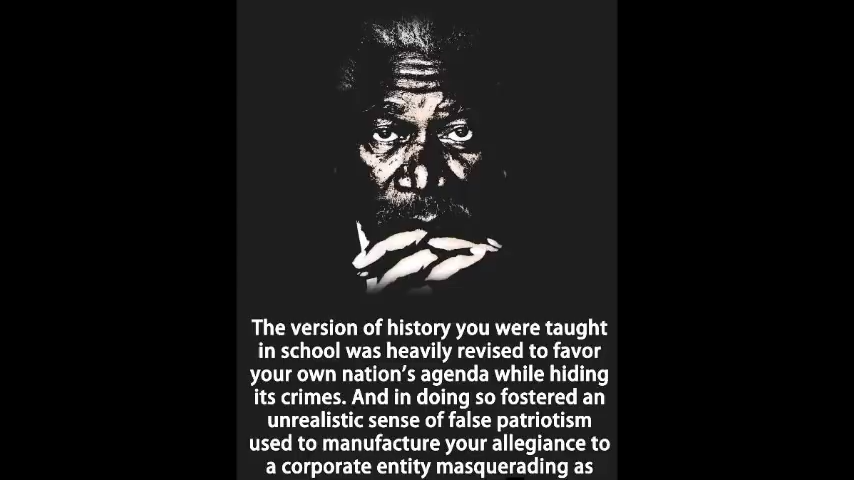 The version of history you were taught
in school was heavily revised to favor
your own nation's agenda while hiding
its crimes. And in doing so fostered an
unrealistic sense of false patriotism
used to manufacture your allegiance to
a corporate entity masquerading as